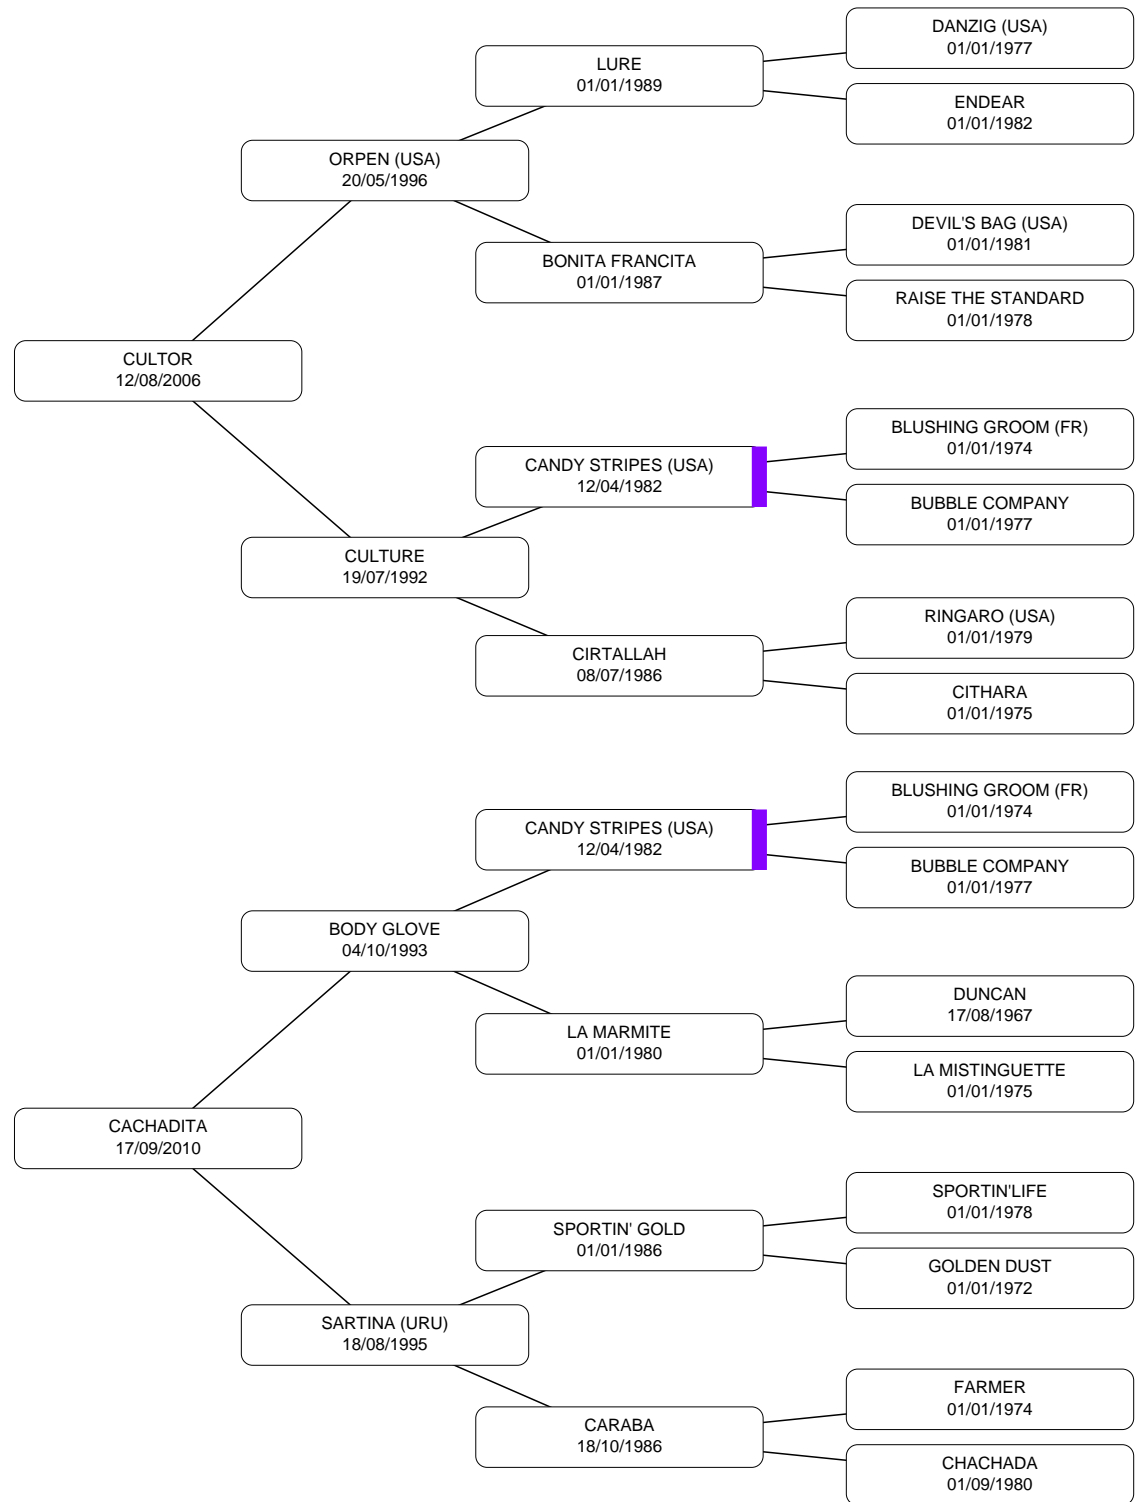 DANZIG (USA)
01/01/1977
LURE
01/01/1989
ENDEAR
01/01/1982
ORPEN (USA)
20/05/1996
DEVIL'S BAG (USA)
01/01/1981
BONITA FRANCITA
01/01/1987
RAISE THE STANDARD
01/01/1978
CULTOR
12/08/2006
BLUSHING GROOM (FR)
01/01/1974
CANDY STRIPES (USA)
12/04/1982
BUBBLE COMPANY
01/01/1977
CULTURE
19/07/1992
RINGARO (USA)
01/01/1979
CIRTALLAH
08/07/1986
CITHARA
01/01/1975
BLUSHING GROOM (FR)
01/01/1974
CANDY STRIPES (USA)
12/04/1982
BUBBLE COMPANY
01/01/1977
BODY GLOVE
04/10/1993
DUNCAN
17/08/1967
LA MARMITE
01/01/1980
LA MISTINGUETTE
01/01/1975
CACHADITA
17/09/2010
SPORTIN'LIFE
01/01/1978
SPORTIN' GOLD
01/01/1986
GOLDEN DUST
01/01/1972
SARTINA (URU)
18/08/1995
FARMER
01/01/1974
CARABA
18/10/1986
CHACHADA
01/09/1980